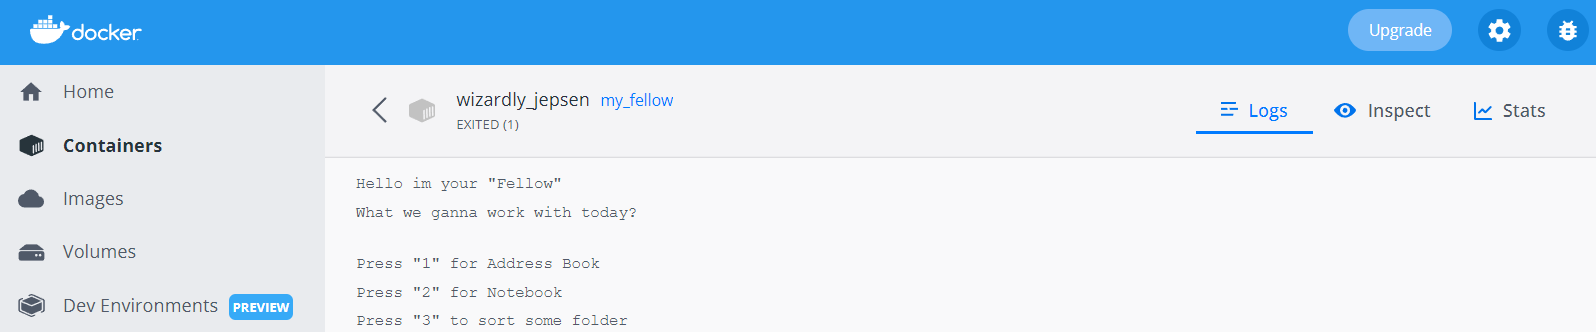 docker
Upgrade
Home
Containers
Images
Volumes
Dev Environments PREVIEW
wizardly_jepsen my_fellow
EXITED (1)
Logs
Inspect
Stats
Hello im your "Fellow"
What we ganna work with today?
Press "1" for Address Book
Press "2" for Notebook
Press "3" to sort some folder